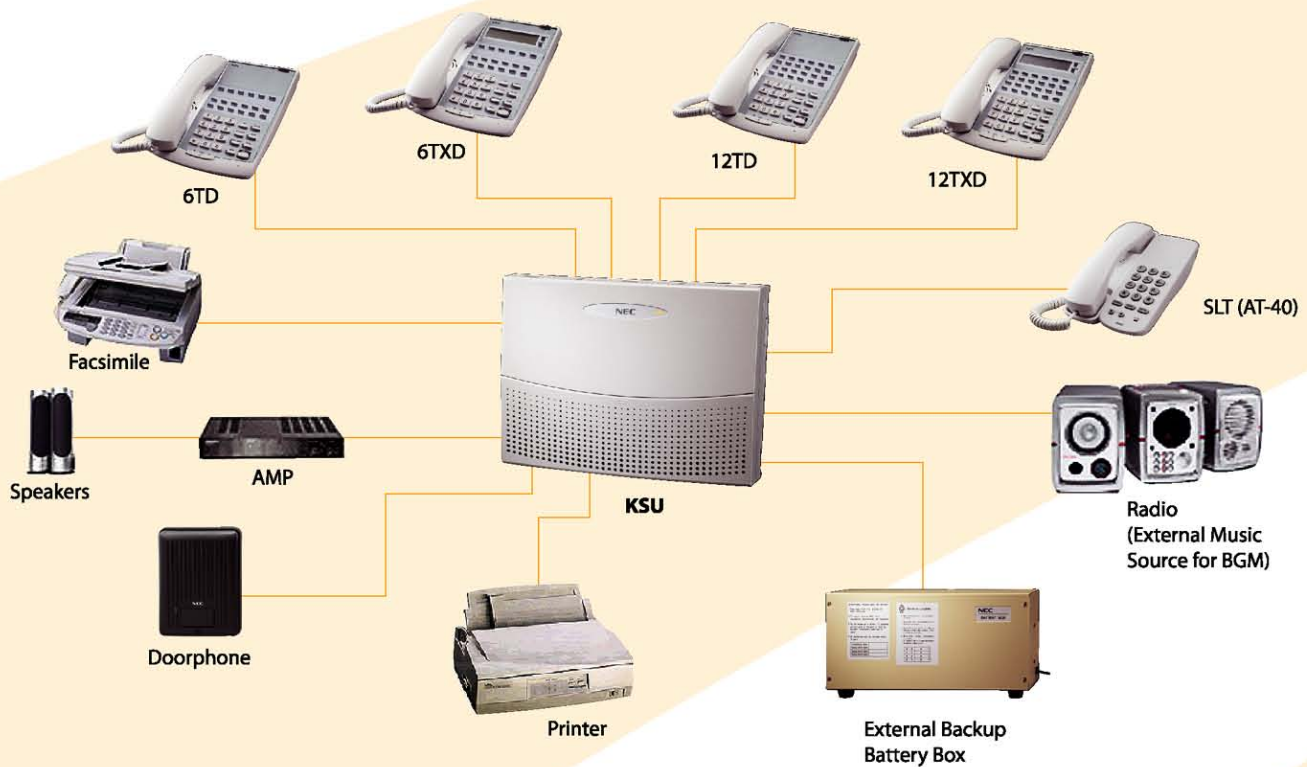 6TD
6TXD
12TD
12TXD
Facsimile
NEC
SLT (AT-40)
Speakers
AMP
KSU
Radio
(External Music
Source for BGM)
NEC
Doorphone
Printer
NEC
External Backup
Battery Box